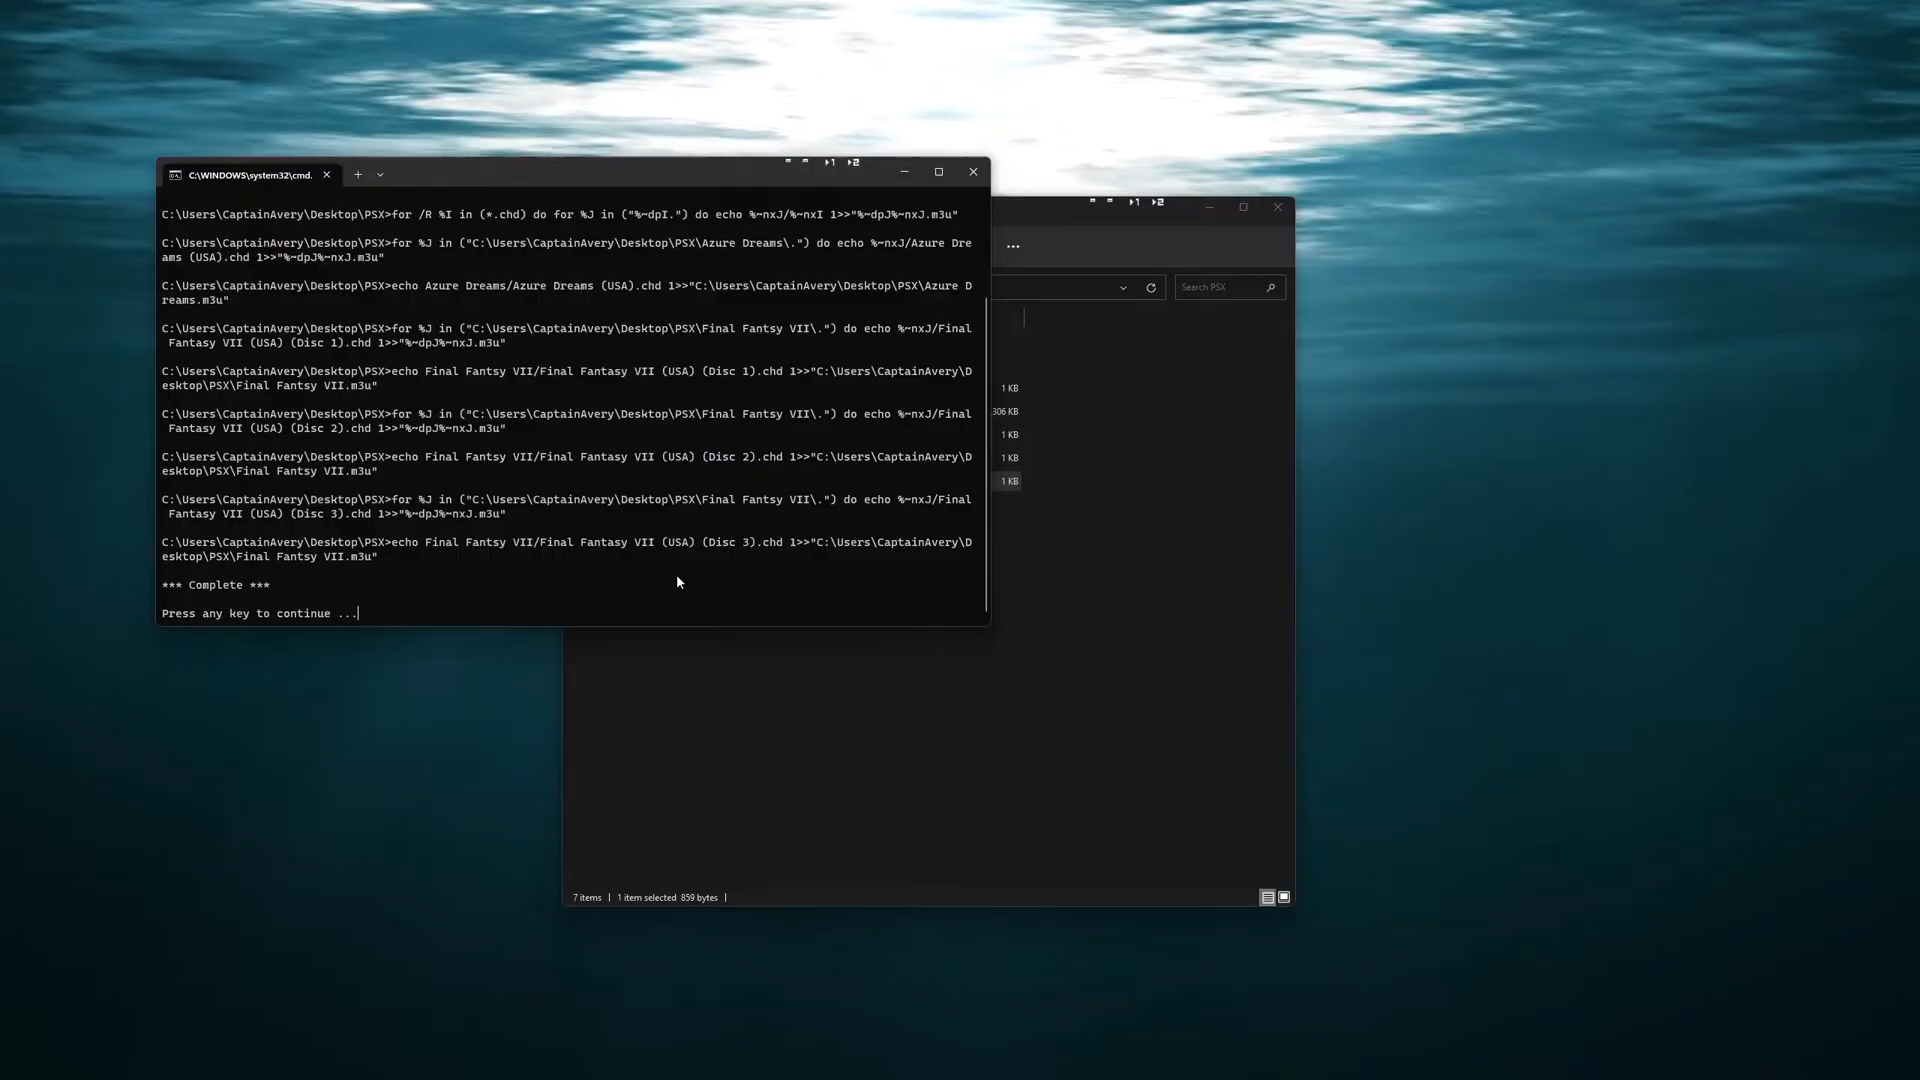 C:\WINDOWS\system32\cmd.
C:\Users\CaptainAvery\Desktop\PSX>for /R %I in (*.chd) do for %J in ("%~dpI.") do echo %~nxJ/%~nxI 1>>"%~dpJ%~nxJ.m3u"
C:\Users\CaptainAvery\Desktop\PSX>for %J in ("C:\Users\CaptainAvery\Desktop\PSX\Azure Dreams\.") do echo %~nxJ/Azure Dre
ams (USA).chd 1>>"%~dpJ%~nxJ.m3u"
C:\Users\CaptainAvery\Desktop\PSX>echo Azure Dreams/Azure Dreams (USA).chd 1>>"C:\Users\CaptainAvery\Desktop\PSX\Azure D
reams.m3u"
C:\Users\CaptainAvery\Desktop\PSX>for %J in ("C:\Users\CaptainAvery\Desktop\PSX\Final Fantsy VII\.") do echo %~nxJ/Final
Fantasy VII (USA) (Disc 1).chd 1>>"%~dpJ%~nxJ.m3u"
C:\Users\CaptainAvery\Desktop\PSX>echo Final Fantsy VII/Final Fantasy VII (USA) (Disc 1).chd 1>>"C:\Users\CaptainAvery\D
esktop\PSX\Final Fantsy VII.m3u"
C:\Users\CaptainAvery\Desktop\PSX>for %J in ("C:\Users\CaptainAvery\Desktop\PSX\Final Fantsy VII\.") do echo %~nxJ/Final
Fantasy VII (USA) (Disc 2).chd 1>>"%~dpJ%~nxJ.m3u"
C:\Users\CaptainAvery\Desktop\PSX>echo Final Fantsy VII/Final Fantasy VII (USA) (Disc 2).chd 1>>"C:\Users\CaptainAvery\D
esktop\PSX\Final Fantsy VII.m3u"
C:\Users\CaptainAvery\Desktop\PSX>for %J in ("C:\Users\CaptainAvery\Desktop\PSX\Final Fantsy VII\.") do echo %~nxJ/Final
Fantasy VII (USA) (Disc 3).chd 1>>"%~dpJ%~nxJ.m3u"
C:\Users\CaptainAvery\Desktop\PSX>echo Final Fantsy VII/Final Fantasy VII (USA) (Disc 3).chd 1>>"C:\Users\CaptainAvery\D
esktop\PSX\Final Fantsy VII.m3u"
*** Complete ***
Press any key to continue ...
Search PSX
1 KB
306 KB
1 KB
1 KB
1 KB
7 items | 1 item selected 859 bytes |